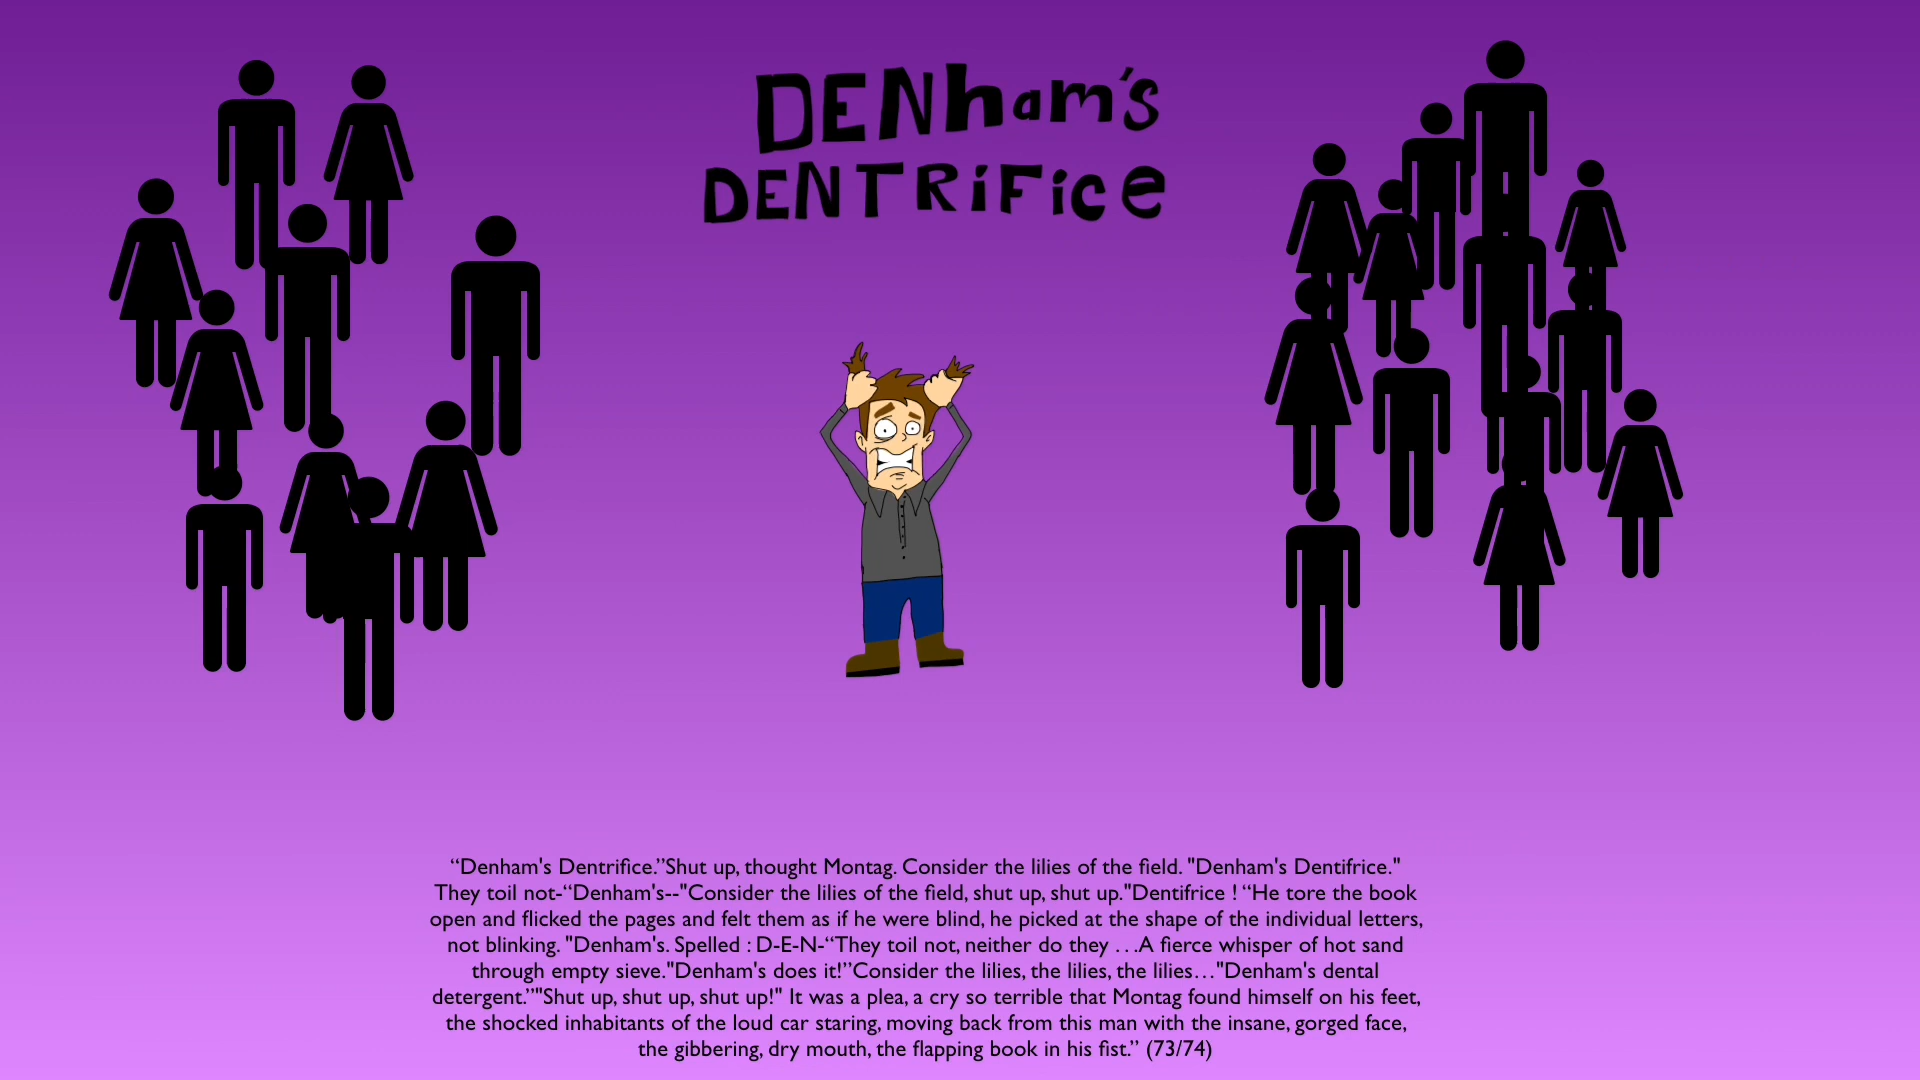 DENham's
DENTRiFice
“Denham's Dentrifice.”Shut up, thought Montag. Consider the lilies of the field. "Denham's Dentifrice."
They toil not-“Denham's--"Consider the lilies of the field, shut up, shut up."Dentifrice ! “He tore the book
open and flicked the pages and felt them as if he were blind, he picked at the shape of the individual letters,
not blinking. "Denham's. Spelled : D-E-N-“They toil not, neither do they . . .A fierce whisper of hot sand
through empty sieve."Denham's does it!”Consider the lilies, the lilies, the lilies…"Denham's dental
detergent.”"Shut up, shut up, shut up!" It was a plea, a cry so terrible that Montag found himself on his feet,
the shocked inhabitants of the loud car staring, moving back from this man with the insane, gorged face,
the gibbering, dry mouth, the flapping book in his fist.” (73/74)